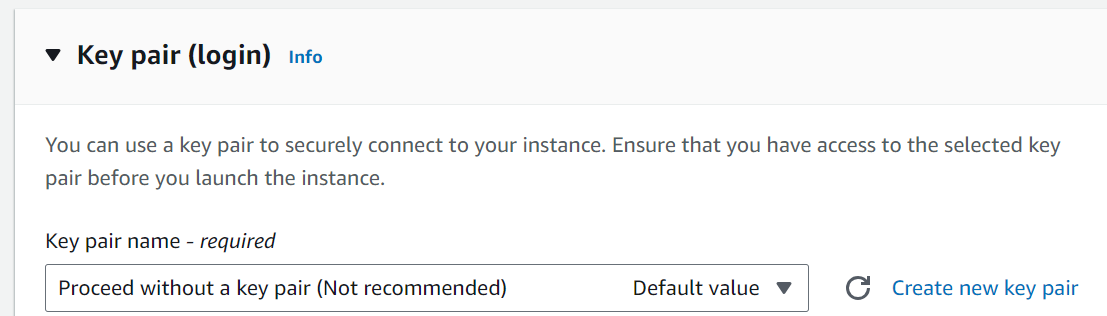 Key pair (login) Info
You can use a key pair to securely connect to your instance. Ensure that you have access to the selected key
pair before you launch the instance.
Key pair name - required
Proceed without a key pair (Not recommended) Default value Create new key pair